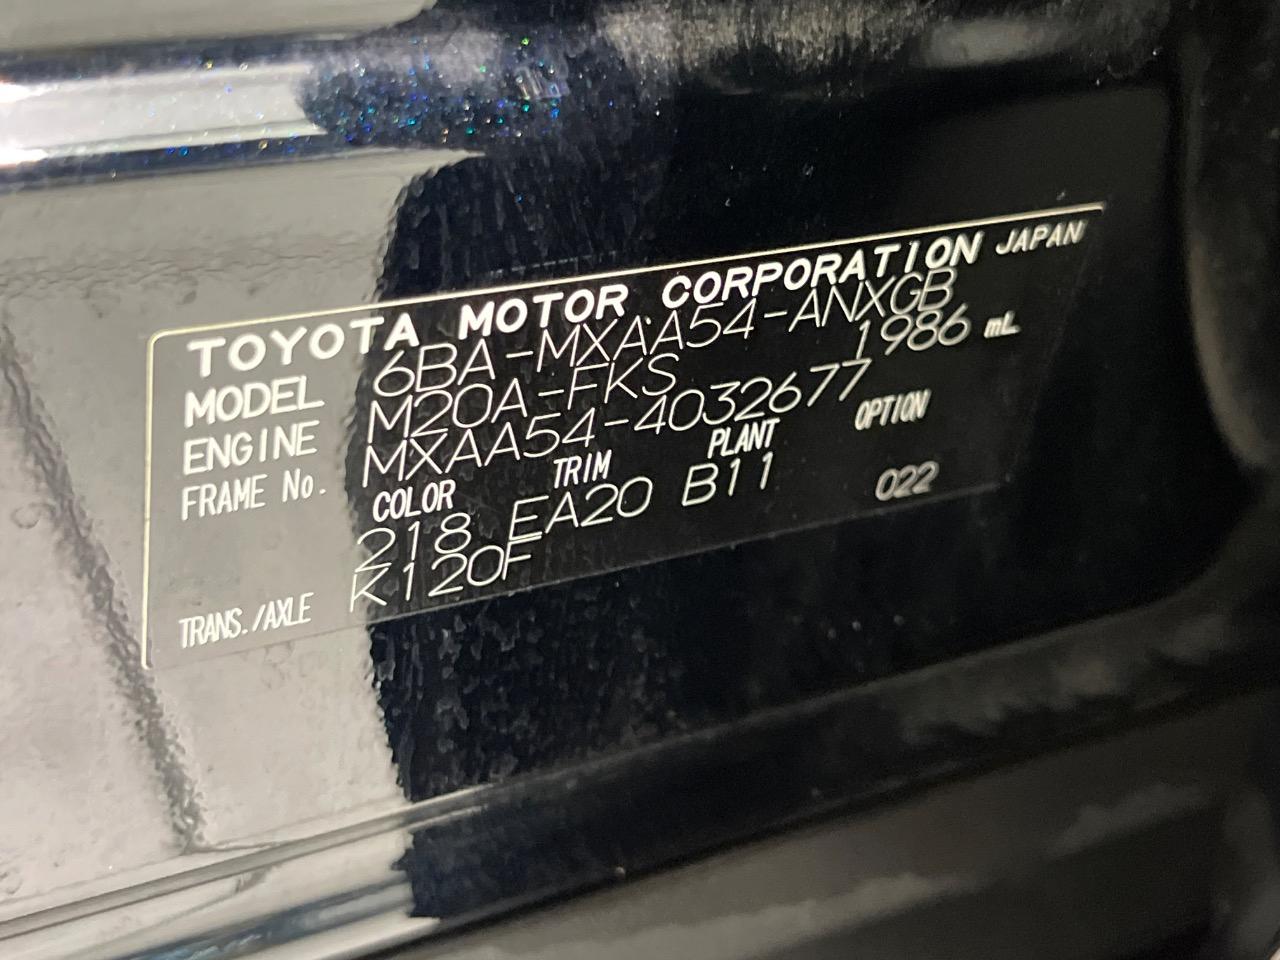 TOYOTA MOTOR CORPORATION JAPAN
MODEL 6BA-MXAA54-ANXGB
ENGINE M20A-FKS 1986 mL
FRAME No. MXAA54-4032677
COLOR TRIM PLANT OPTION
218 EA20 B11 022
TRANS./AXLE K120F